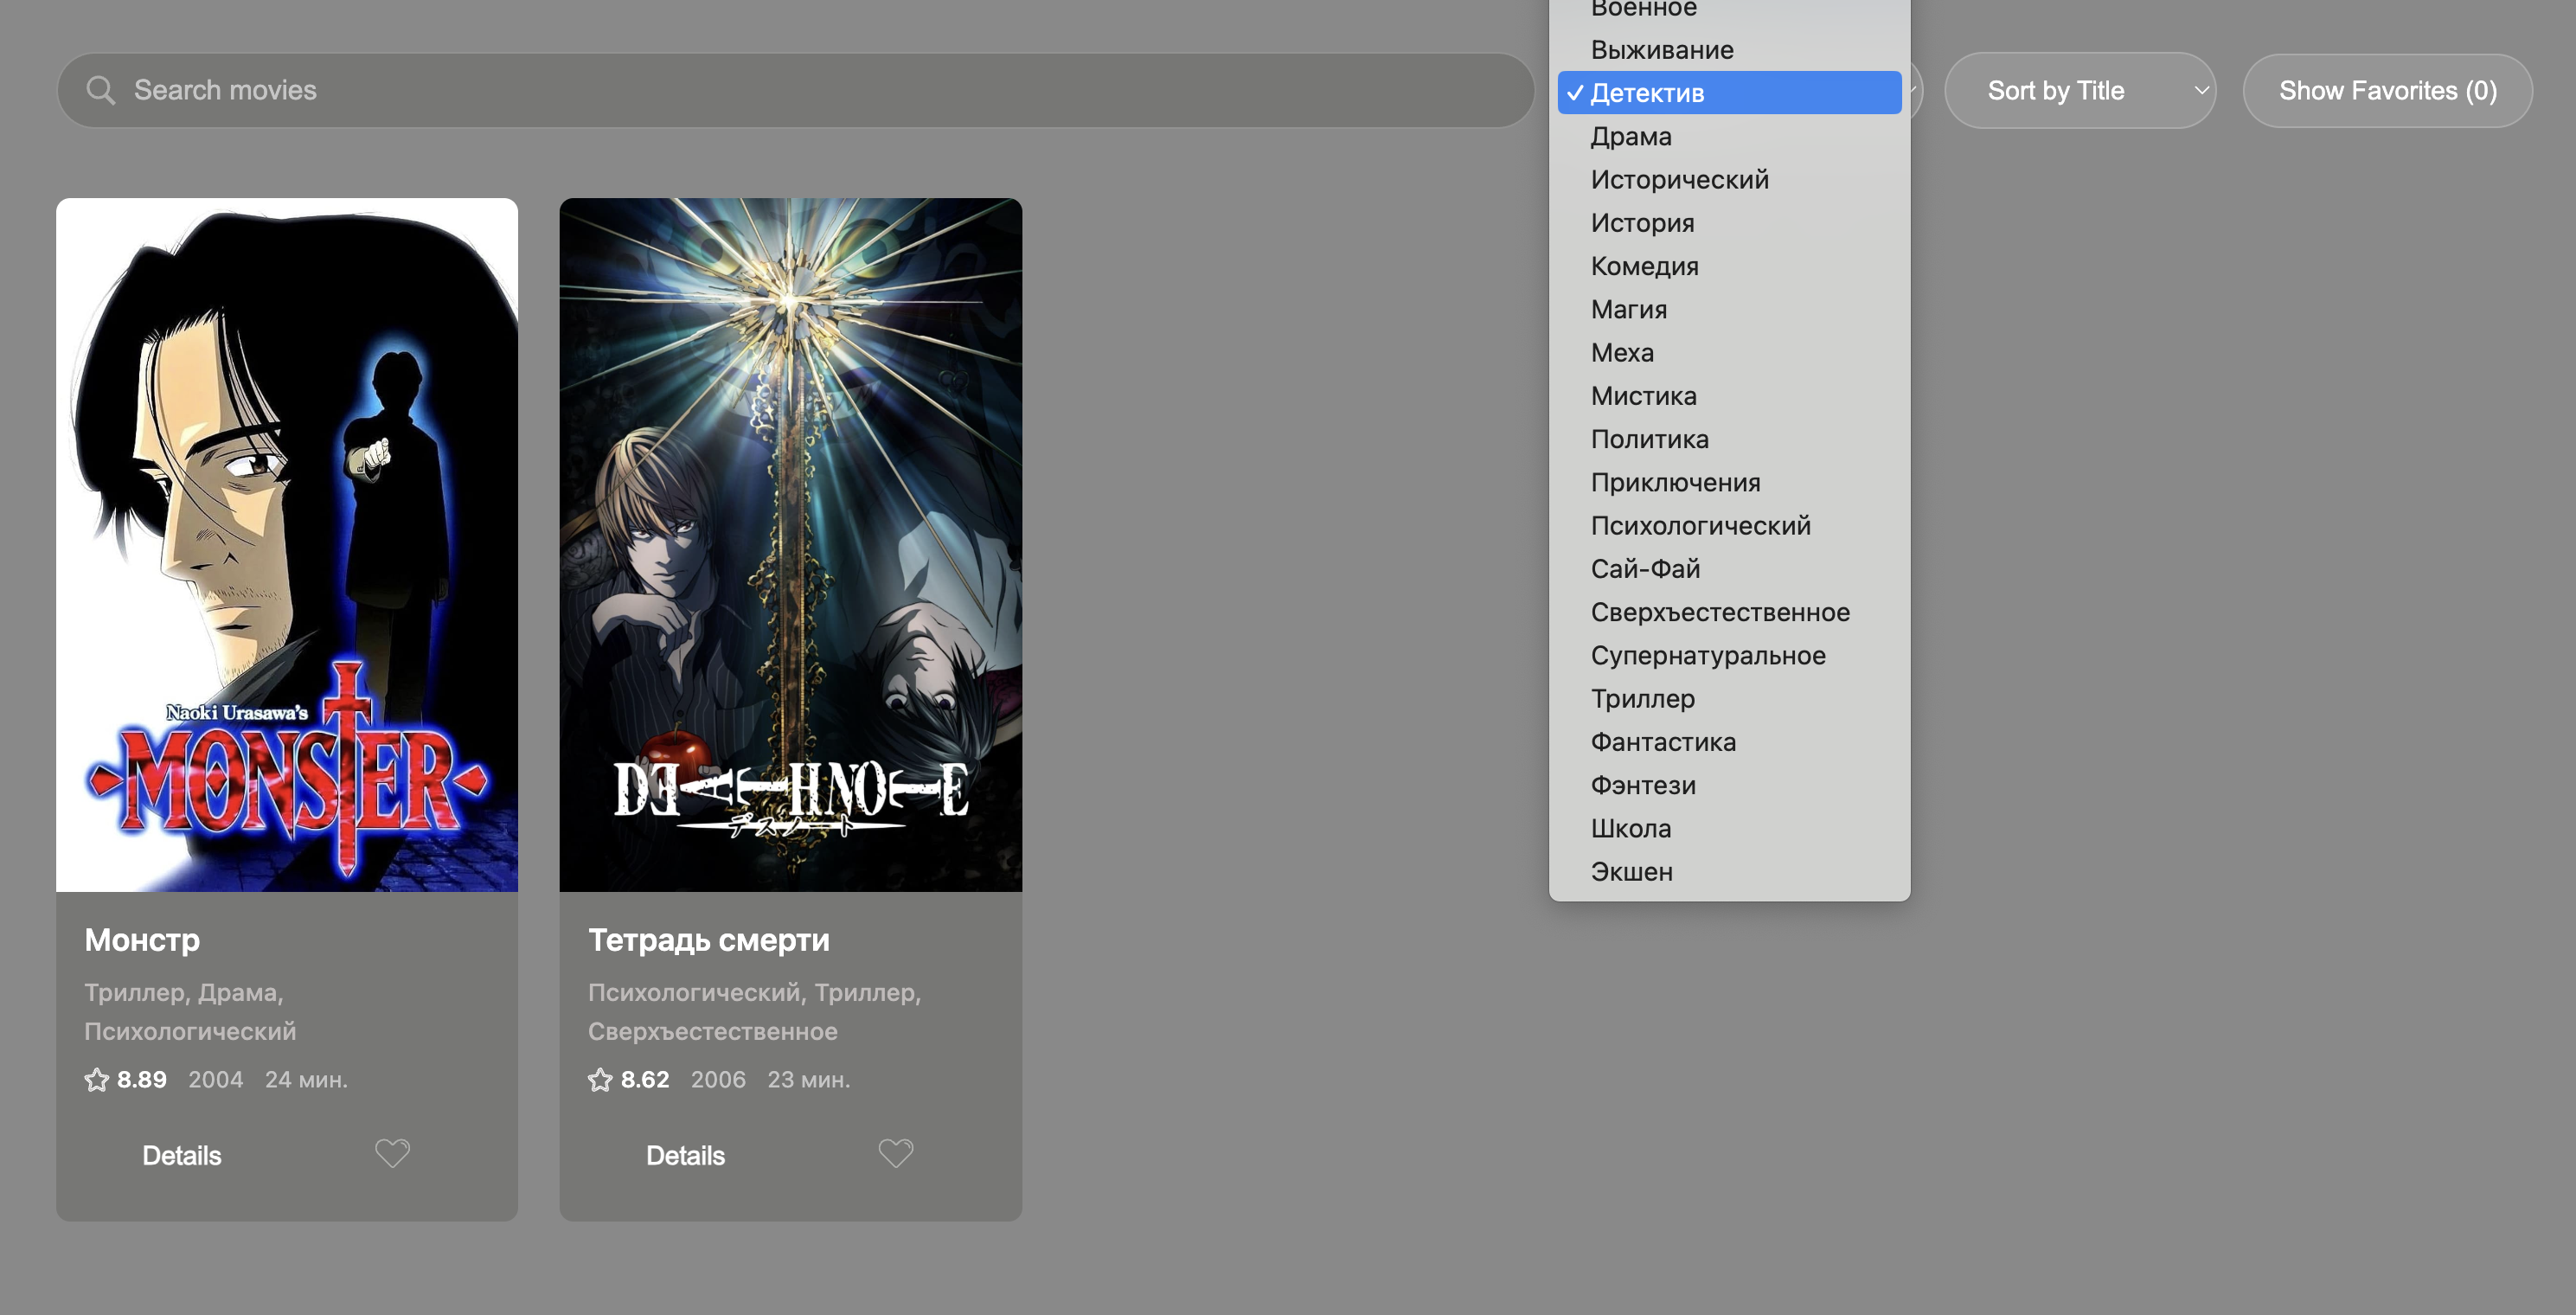 Search movies
Военное
Выживание
✓ Детектив
Драма
Исторический
История
Комедия
Магия
Меха
Мистика
Политика
Приключения
Психологический
Сай-Фай
Сверхъестественное
Супернатуральное
Триллер
Фантастика
Фэнтези
Школа
Экшен
Sort by Title
Show Favorites (0)
Naoki Urasawa's
MONSTER
Монстр
Триллер, Драма,
Психологический
8.89 2004 24 мин.
Details
DEATH NOTE
デスノート
Тетрадь смерти
Психологический, Триллер,
Сверхъестественное
8.62 2006 23 мин.
Details